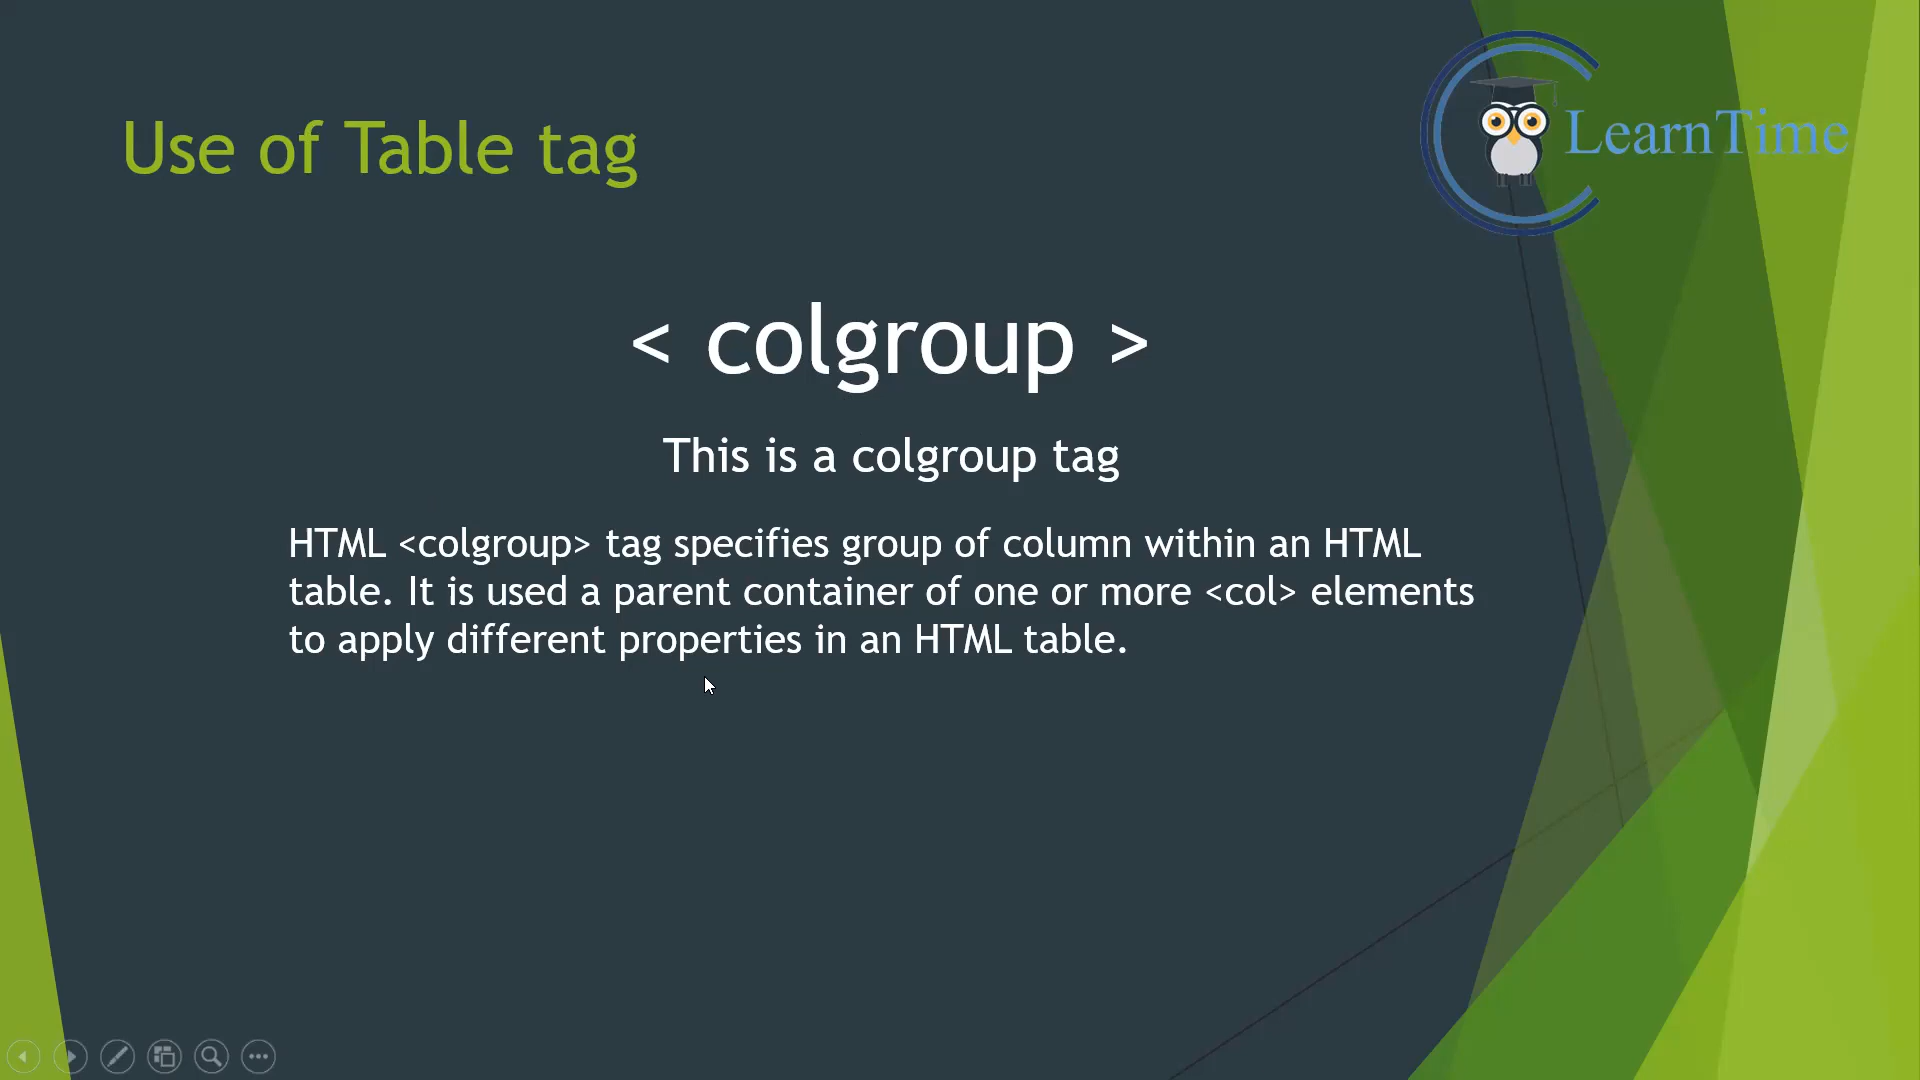 Use of Table tag
LearnTime
< colgroup >
This is a colgroup tag
HTML <colgroup> tag specifies group of column within an HTML
table. It is used a parent container of one or more <col> elements
to apply different properties in an HTML table.